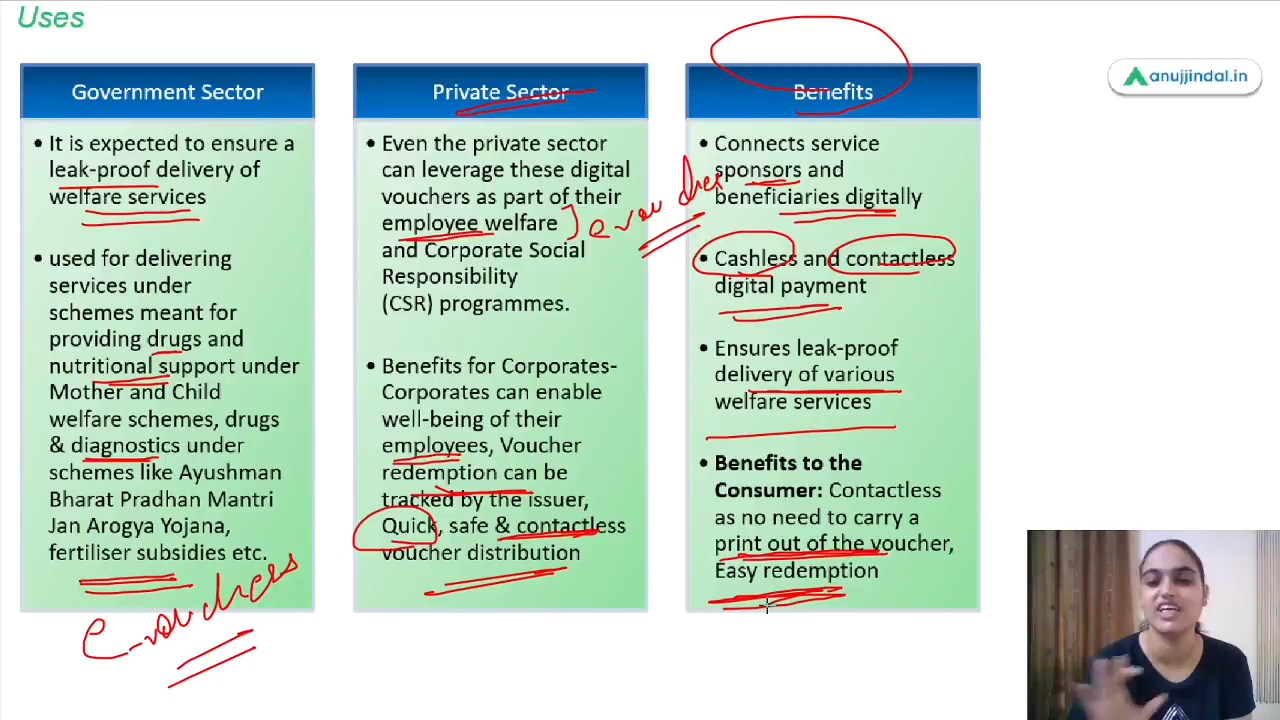 Uses
Government Sector
• It is expected to ensure a
leak-proof delivery of
welfare services
• used for delivering
services under
schemes meant for
providing drugs and
nutritional support under
Mother and Child
welfare schemes, drugs
& diagnostics under
schemes like Ayushman
Bharat Pradhan Mantri
Jan Arogya Yojana,
fertiliser subsidies etc.
e-vouchers
Private Sector
• Even the private sector
can leverage these digital
vouchers as part of their
employee welfare
and Corporate Social
Responsibility
(CSR) programmes.
• Benefits for Corporates-
Corporates can enable
well-being of their
employees, Voucher
redemption can be
tracked by the issuer,
Quick, safe & contactless
voucher distribution
Benefits
• Connects service
sponsors and
beneficiaries digitally
• Cashless and contactless
digital payment
• Ensures leak-proof
delivery of various
welfare services
• Benefits to the
Consumer: Contactless
as no need to carry a
print out of the voucher,
Easy redemption
anujjindal.in